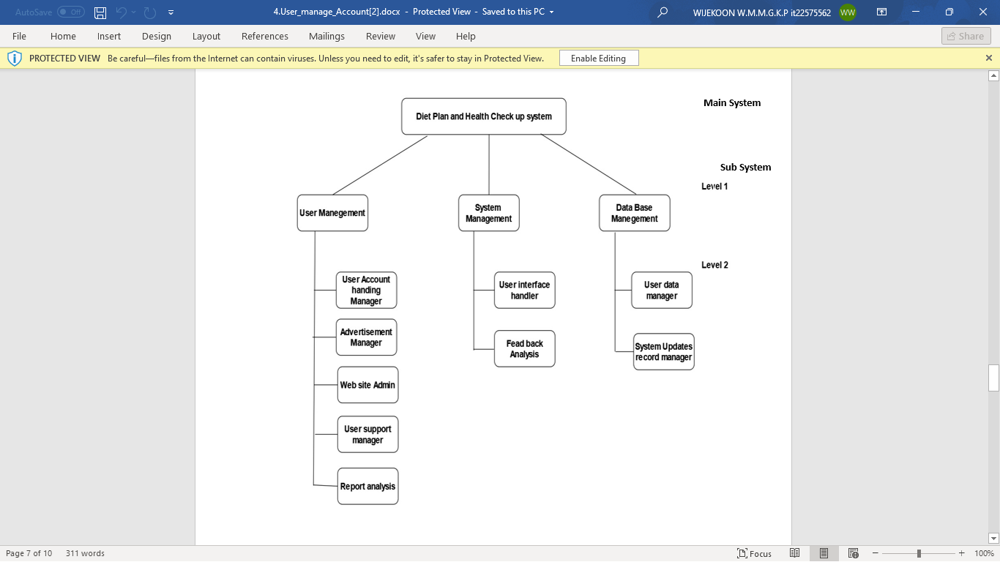 AutoSave Off
4.User_manage_Account[2].docx - Protected View - Saved to this PC
WIJEKOON W.M.M.G.K.P it22575562
WW
File Home Insert Design Layout References Mailings Review View Help
Share
PROTECTED VIEW Be careful—files from the Internet can contain viruses. Unless you need to edit, it's safer to stay in Protected View.
Enable Editing
Main System
Diet Plan and Health Check up system
Sub System
Level 1
User Manegement
System
Management
Data Base
Manegement
Level 2
User Account
handing
Manager
User interface
handler
User data
manager
Advertisement
Manager
Fead back
Analysis
System Updates
record manager
Web site Admin
User support
manager
Report analysis
Page 7 of 10 311 words
Focus
100%